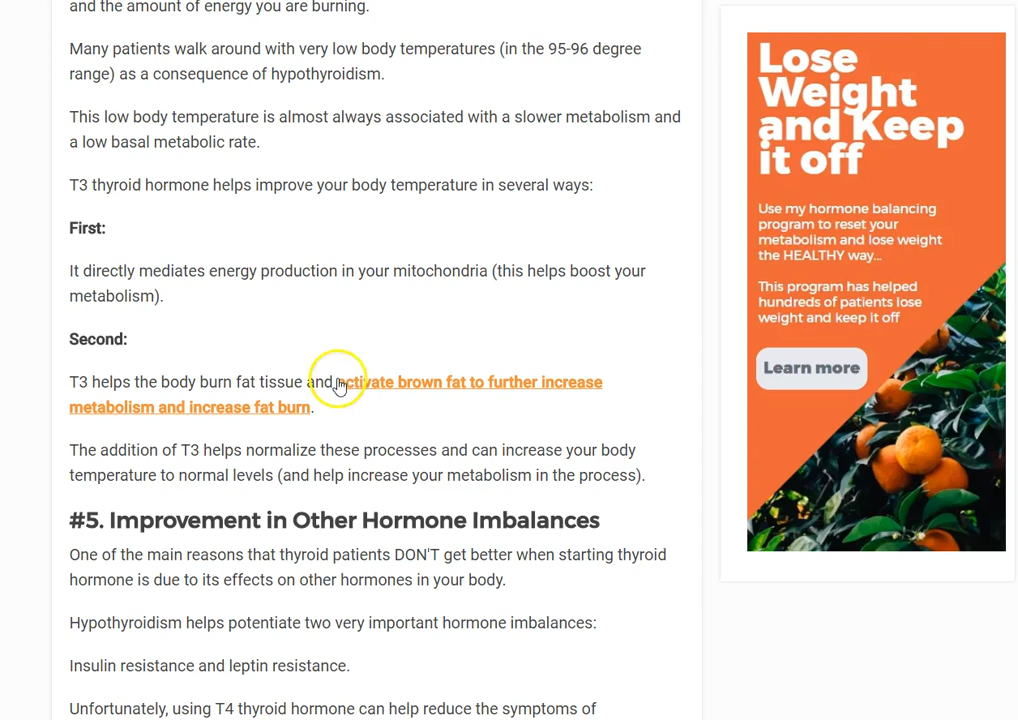 and the amount of energy you are burning.
Many patients walk around with very low body temperatures (in the 95-96 degree
range) as a consequence of hypothyroidism.
This low body temperature is almost always associated with a slower metabolism and
a low basal metabolic rate.
T3 thyroid hormone helps improve your body temperature in several ways:
First:
It directly mediates energy production in your mitochondria (this helps boost your
metabolism).
Second:
T3 helps the body burn fat tissue and activate brown fat to further increase
metabolism and increase fat burn.
The addition of T3 helps normalize these processes and can increase your body
temperature to normal levels (and help increase your metabolism in the process).
#5. Improvement in Other Hormone Imbalances
One of the main reasons that thyroid patients DON'T get better when starting thyroid
hormone is due to its effects on other hormones in your body.
Hypothyroidism helps potentiate two very important hormone imbalances:
Insulin resistance and leptin resistance.
Unfortunately, using T4 thyroid hormone can help reduce the symptoms of
Lose
Weight
and Keep
it off
Use my hormone balancing
program to reset your
metabolism and lose weight
the HEALTHY way...
This program has helped
hundreds of patients lose
weight and keep it off
Learn more